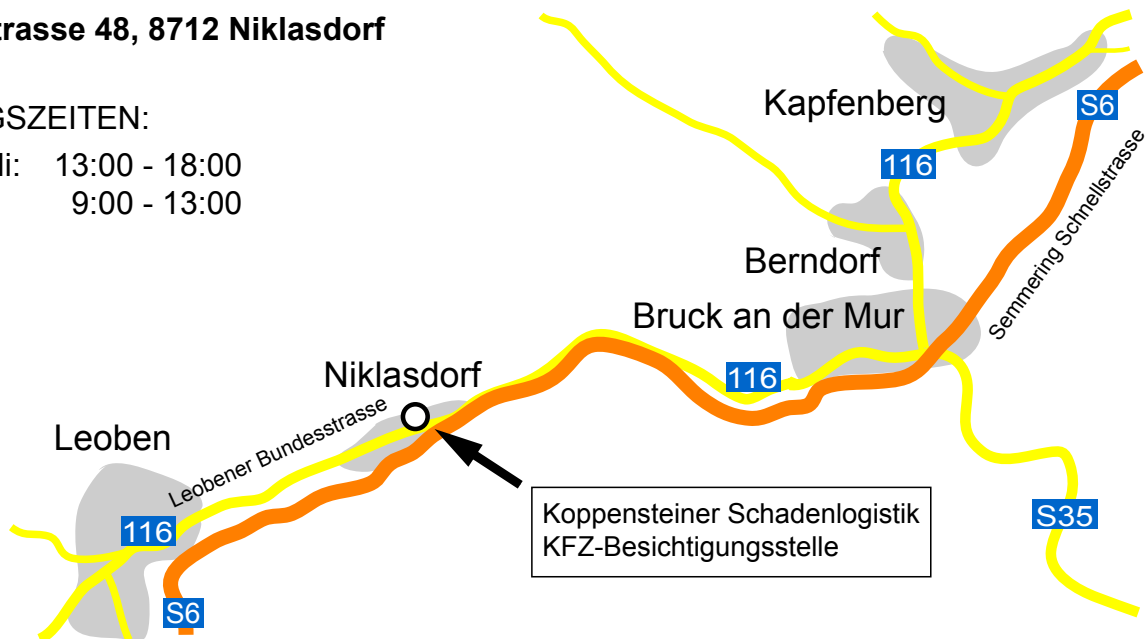 trasse 48, 8712 Niklasdorf
GSZEITEN:
i: 13:00 - 18:00
9:00 - 13:00
Kapfenberg
S6
116
Semmering Schnellstrasse
Berndorf
Bruck an der Mur
116
Niklasdorf
Leobener Bundesstrasse
Leoben
116
S6
Koppensteiner Schadenlogistik
KFZ-Besichtigungsstelle
S35